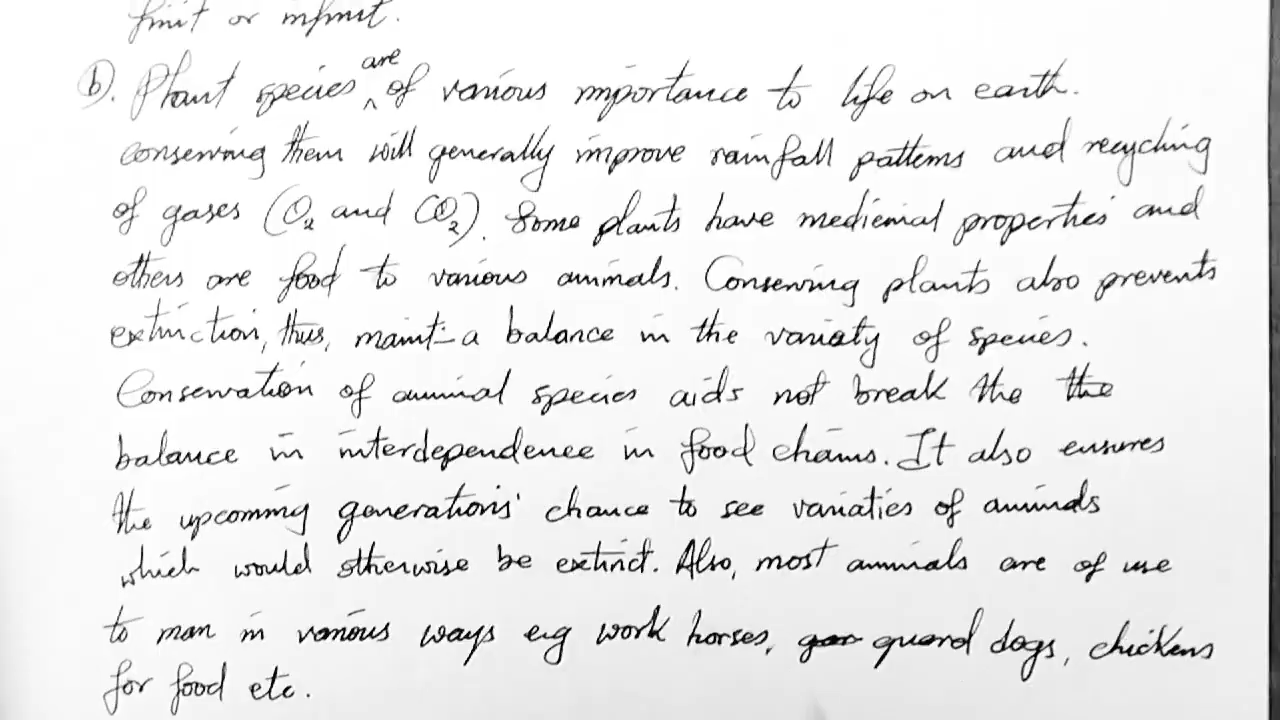 or
b). Plant species are of various importance to life on earth.
conserving them will generally improve rainfall patterns and recycling
of gases (O2 and CO2). Some plants have medicinal properties and
others are food to various animals. Conserving plants also prevents
extinction, thus, maint- a balance in the variaty of species.
Conservation of animal species aids not break the the
balance in interdependence in food chains. It also ensures
the upcoming generations' chance to see variaties of animals
which would otherwise be extinct. Also, most animals are of use
to man in various ways eg work horses, guard dogs, chickens
for food etc.